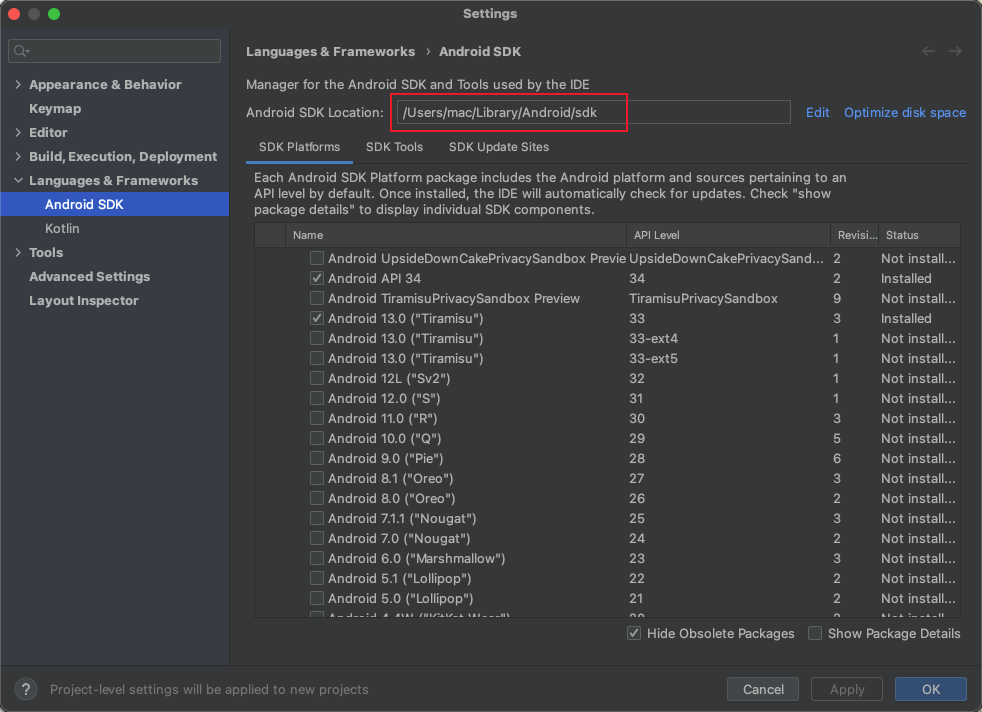 Settings
Languages & Frameworks › Android SDK
Appearance & Behavior
Keymap
Editor
Build, Execution, Deployment
Languages & Frameworks
Android SDK
Kotlin
Tools
Advanced Settings
Layout Inspector
Manager for the Android SDK and Tools used by the IDE
Android SDK Location: /Users/mac/Library/Android/sdk Edit Optimize disk space
SDK Platforms SDK Tools SDK Update Sites
Each Android SDK Platform package includes the Android platform and sources pertaining to an
API level by default. Once installed, the IDE will automatically check for updates. Check "show
package details" to display individual SDK components.
Name API Level Revisi... Status
Android UpsideDownCakePrivacySandbox Previe UpsideDownCakePrivacySand... 2 Not install...
Android API 34 34 2 Installed
Android TiramisuPrivacySandbox Preview TiramisuPrivacySandbox 9 Not install...
Android 13.0 ("Tiramisu") 33 3 Installed
Android 13.0 ("Tiramisu") 33-ext4 1 Not install...
Android 13.0 ("Tiramisu") 33-ext5 1 Not install...
Android 12L ("Sv2") 32 1 Not install...
Android 12.0 ("S") 31 1 Not install...
Android 11.0 ("R") 30 3 Not install...
Android 10.0 ("Q") 29 5 Not install...
Android 9.0 ("Pie") 28 6 Not install...
Android 8.1 ("Oreo") 27 3 Not install...
Android 8.0 ("Oreo") 26 2 Not install...
Android 7.1.1 ("Nougat") 25 3 Not install...
Android 7.0 ("Nougat") 24 2 Not install...
Android 6.0 ("Marshmallow") 23 3 Not install...
Android 5.1 ("Lollipop") 22 2 Not install...
Android 5.0 ("Lollipop") 21 2 Not install...
Android 4.4W ("KitKat Wear") 20 2 Not install...
Hide Obsolete Packages Show Package Details
? Project-level settings will be applied to new projects
Cancel Apply OK